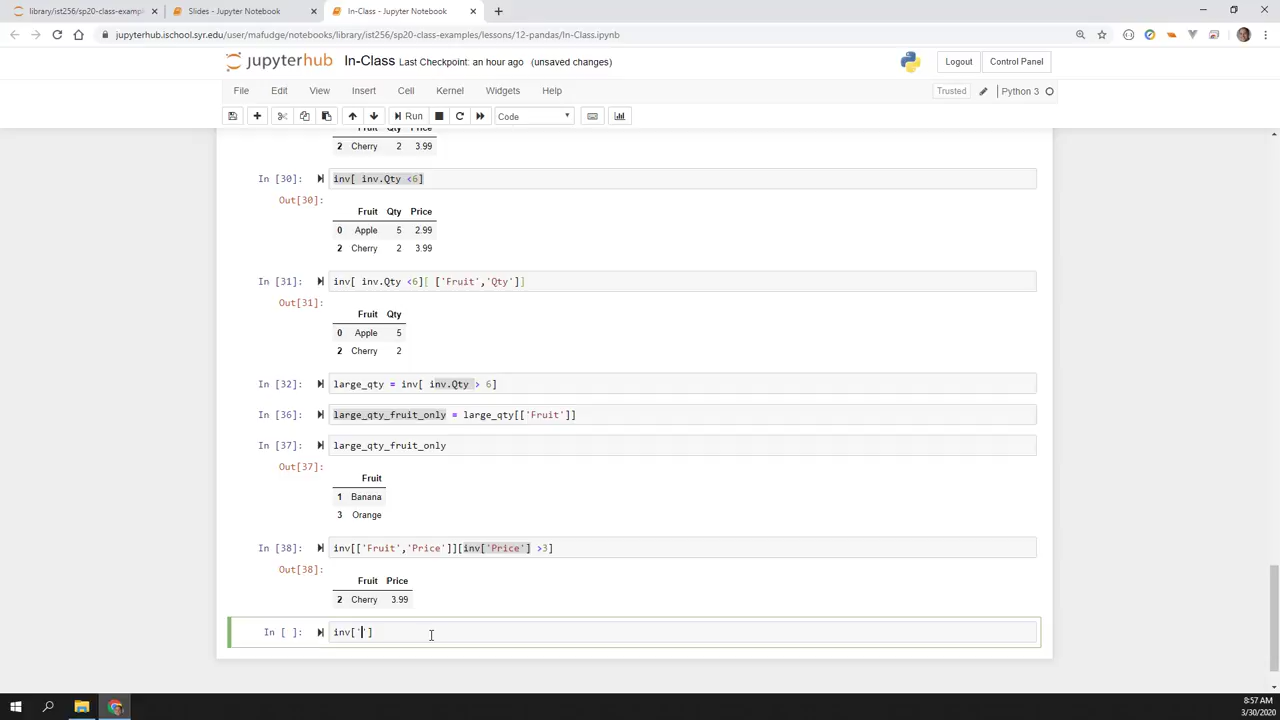 library/ist256/sp20-class-exampl
Slides - Jupyter Notebook
In-Class - Jupyter Notebook
jupyterhub.ischool.syr.edu/user/mafudge/notebooks/library/ist256/sp20-class-examples/lessons/12-pandas/In-Class.ipynb
jupyterhub In-Class Last Checkpoint: an hour ago (unsaved changes) Logout Control Panel
File Edit View Insert Cell Kernel Widgets Help Trusted Python 3
Run Code
Fruit Qty Price
2 Cherry 2 3.99
In [30]: inv[ inv.Qty <6]
Out[30]:
Fruit Qty Price
0 Apple 5 2.99
2 Cherry 2 3.99
In [31]: inv[ inv.Qty <6][ ['Fruit','Qty']]
Out[31]:
Fruit Qty
0 Apple 5
2 Cherry 2
In [32]: large_qty = inv[ inv.Qty > 6]
In [36]: large_qty_fruit_only = large_qty[['Fruit']]
In [37]: large_qty_fruit_only
Out[37]:
Fruit
1 Banana
3 Orange
In [38]: inv[['Fruit','Price']][inv['Price'] >3]
Out[38]:
Fruit Price
2 Cherry 3.99
In [ ]: inv['']
8:57 AM
3/30/2020